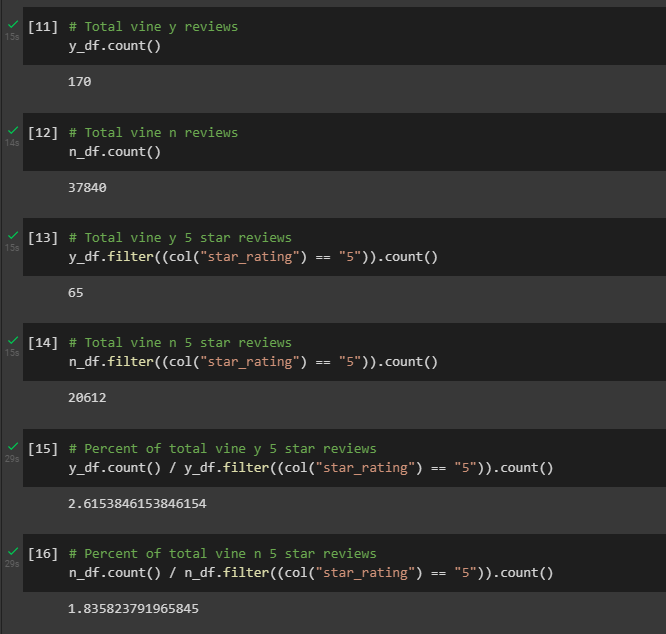 [11] # Total vine y reviews
15s y_df.count()
170
[12] # Total vine n reviews
14s n_df.count()
37840
[13] # Total vine y 5 star reviews
15s y_df.filter((col("star_rating") == "5")).count()
65
[14] # Total vine n 5 star reviews
15s n_df.filter((col("star_rating") == "5")).count()
20612
[15] # Percent of total vine y 5 star reviews
29s y_df.count() / y_df.filter((col("star_rating") == "5")).count()
2.6153846153846154
[16] # Percent of total vine n 5 star reviews
29s n_df.count() / n_df.filter((col("star_rating") == "5")).count()
1.835823791965845